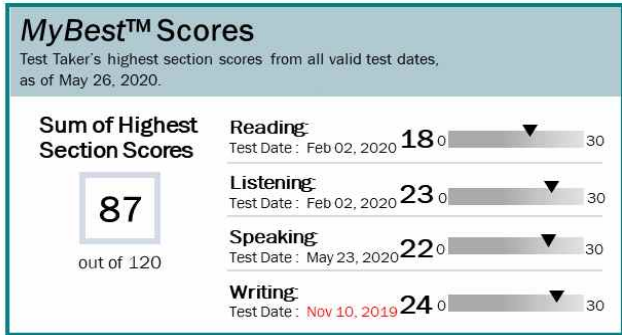 MyBest™ Scores
Test Taker's highest section scores from all valid test dates,
as of May 26, 2020.
Sum of Highest
Section Scores
87
out of 120
Reading:
Test Date : Feb 02, 2020 18 0 30
Listening:
Test Date : Feb 02, 2020 23 0 30
Speaking:
Test Date : May 23, 2020 22 0 30
Writing:
Test Date : Nov 10, 2019 24 0 30